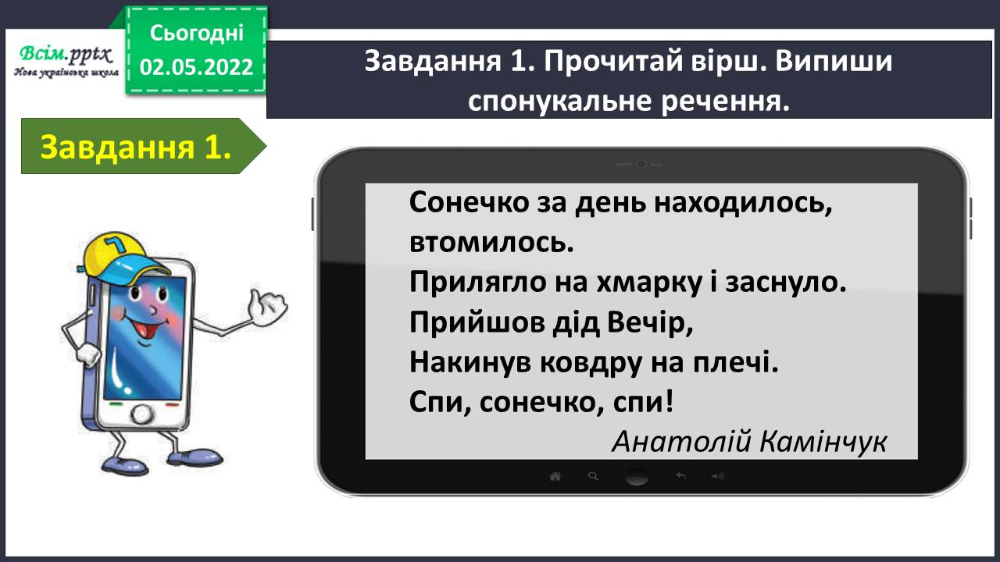 Всім.pptx
Нова українська школа
Сьогодні
02.05.2022
Завдання 1. Прочитай вірш. Випиши
спонукальне речення.
Завдання 1.
Сонечко за день находилось,
втомилось.
Прилягло на хмарку і заснуло.
Прийшов дід Вечір,
Накинув ковдру на плечі.
Спи, сонечко, спи!
Анатолій Камінчук